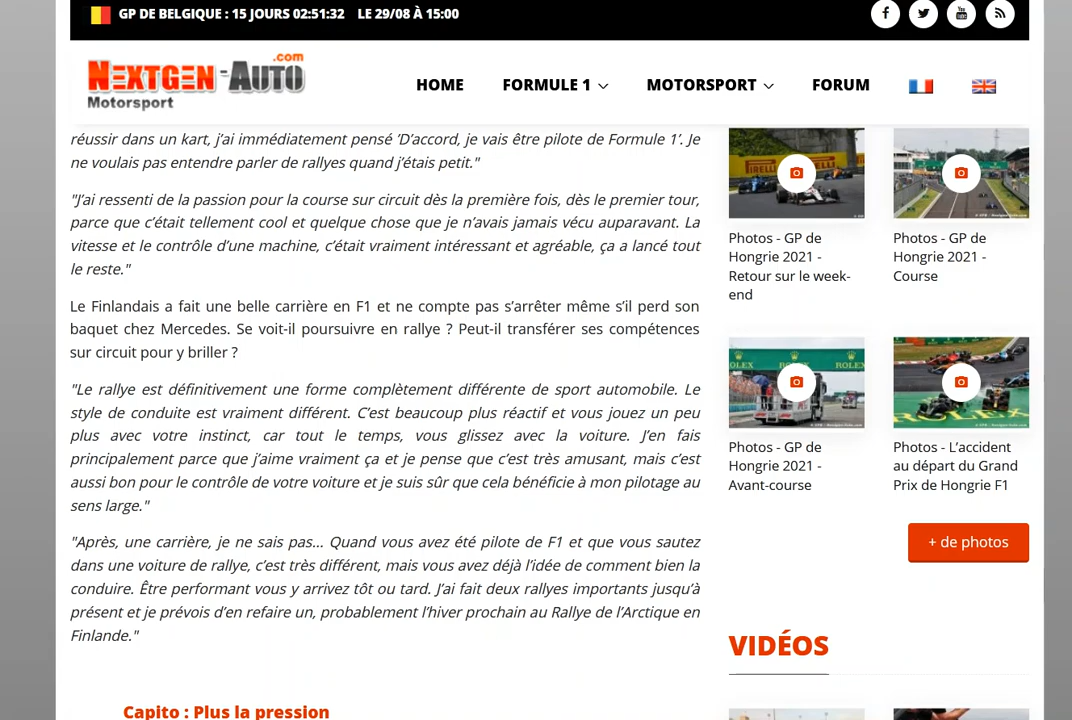 GP DE BELGIQUE : 15 JOURS 02:51:32 LE 29/08 À 15:00
NEXTGEN-AUTO.com
Motorsport
HOME FORMULE 1 MOTORSPORT FORUM
réussir dans un kart, j’ai immédiatement pensé ’D’accord, je vais être pilote de Formule 1’. Je
ne voulais pas entendre parler de rallyes quand j’étais petit."
"J’ai ressenti de la passion pour la course sur circuit dès la première fois, dès le premier tour,
parce que c’était tellement cool et quelque chose que je n’avais jamais vécu auparavant. La
vitesse et le contrôle d’une machine, c’était vraiment intéressant et agréable, ça a lancé tout
le reste."
Le Finlandais a fait une belle carrière en F1 et ne compte pas s’arrêter même s’il perd son
baquet chez Mercedes. Se voit-il poursuivre en rallye ? Peut-il transférer ses compétences
sur circuit pour y briller ?
"Le rallye est définitivement une forme complètement différente de sport automobile. Le
style de conduite est vraiment différent. C’est beaucoup plus réactif et vous jouez un peu
plus avec votre instinct, car tout le temps, vous glissez avec la voiture. J’en fais
principalement parce que j’aime vraiment ça et je pense que c’est très amusant, mais c’est
aussi bon pour le contrôle de votre voiture et je suis sûr que cela bénéficie à mon pilotage au
sens large."
"Après, une carrière, je ne sais pas... Quand vous avez été pilote de F1 et que vous sautez
dans une voiture de rallye, c’est très différent, mais vous avez déjà l’idée de comment bien la
conduire. Être performant vous y arrivez tôt ou tard. J’ai fait deux rallyes importants jusqu’à
présent et je prévois d’en refaire un, probablement l’hiver prochain au Rallye de l’Arctique en
Finlande."
Capito : Plus la pression
PIRELLI
Photos - GP de
Hongrie 2021 -
Retour sur le week-
end
Photos - GP de
Hongrie 2021 -
Course
ROLEX ROLEX
Photos - GP de
Hongrie 2021 -
Avant-course
ROLEX
Photos - L’accident
au départ du Grand
Prix de Hongrie F1
+ de photos
VIDÉOS